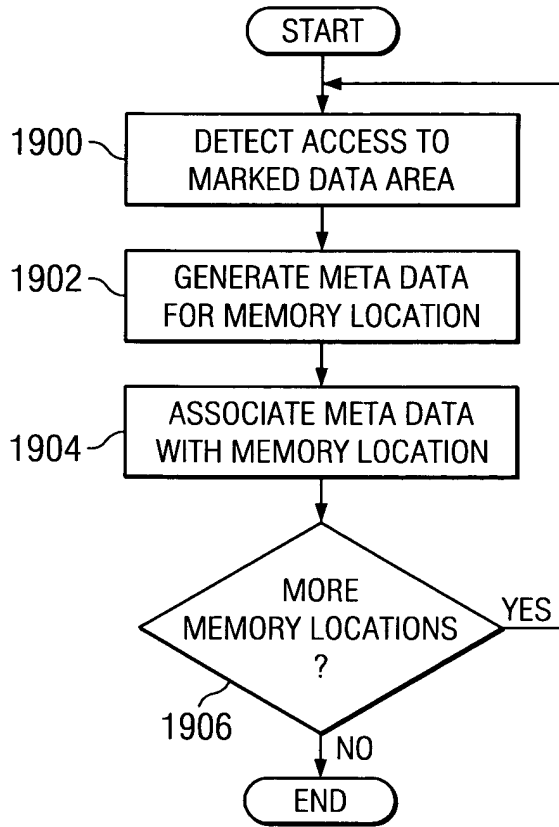 START
1900
DETECT ACCESS TO
MARKED DATA AREA
1902
GENERATE META DATA
FOR MEMORY LOCATION
1904
ASSOCIATE META DATA
WITH MEMORY LOCATION
MORE
MEMORY LOCATIONS
?
YES
1906
NO
END